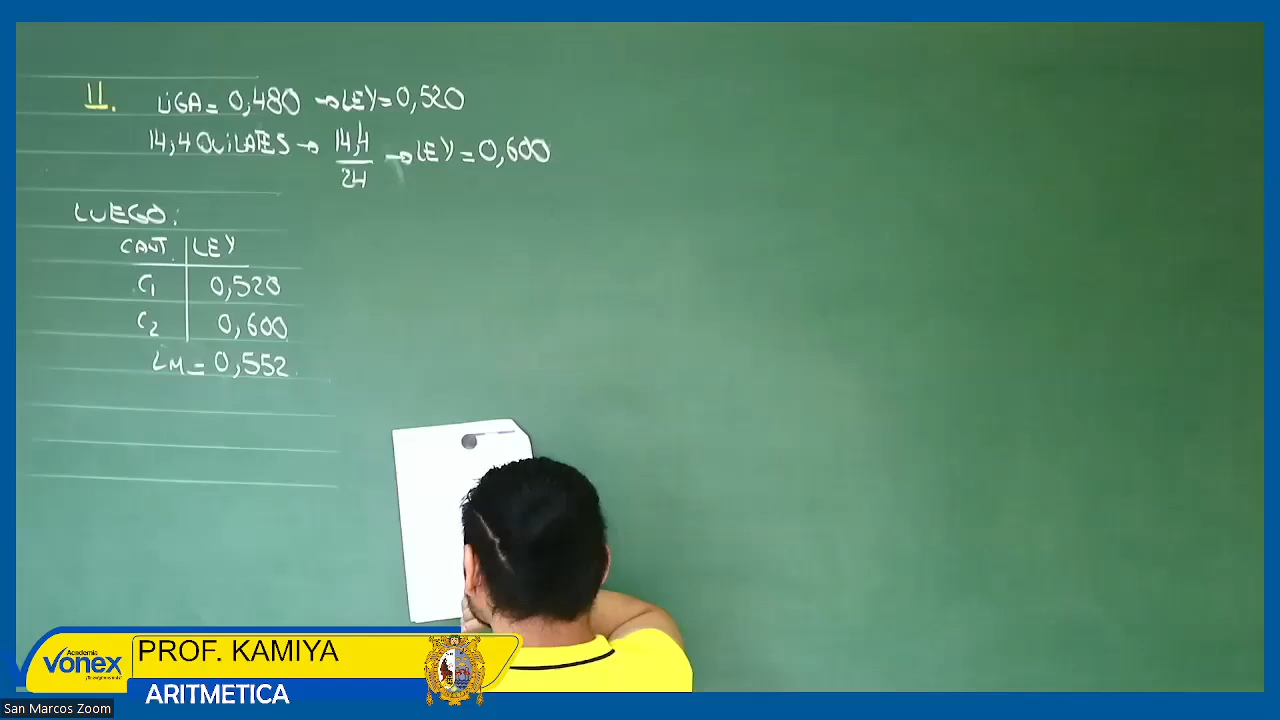 11. LIGA = 0,480 → LEY = 0,520
14,4 QUILATES → 14,4/24 → LEY = 0,600
LUEGO:
CANT. | LEY
C1 | 0,520
C2 | 0,600
LM = 0,552
Academia
vonex
PROF. KAMIYA
ARITMETICA
San Marcos Zoom